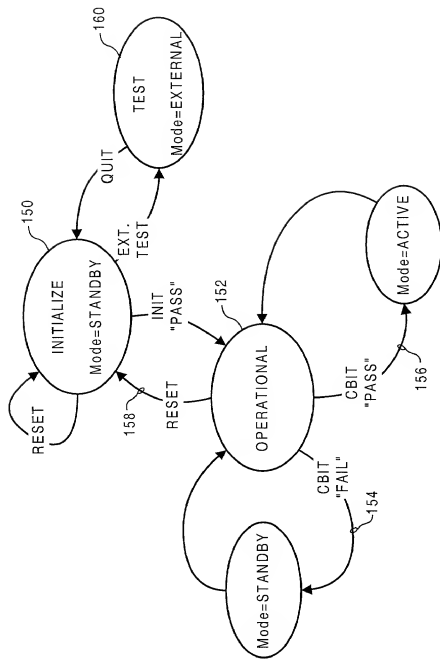 160
TEST
Mode=EXTERNAL
QUIT
EXT.
TEST
150
INITIALIZE
Mode=STANDBY
RESET
INIT
"PASS"
158
RESET
152
OPERATIONAL
CBIT
"PASS"
156
Mode=ACTIVE
CBIT
"FAIL"
154
Mode=STANDBY